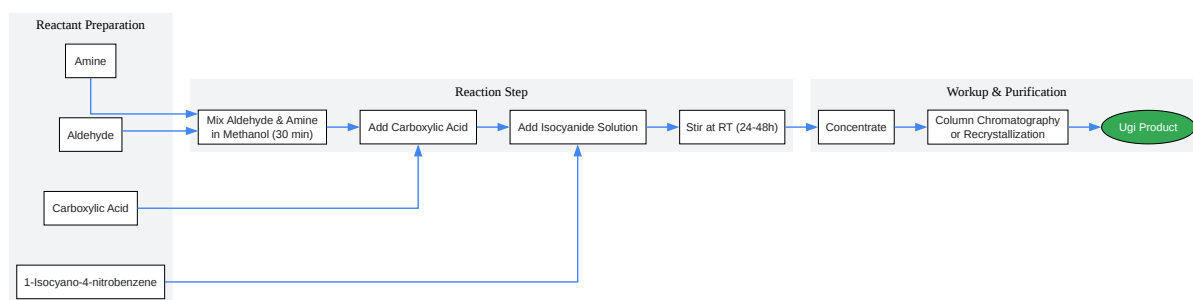 Reactant Preparation
Amine
Aldehyde
Carboxylic Acid
1-Isocyano-4-nitrobenzene
Reaction Step
Mix Aldehyde & Amine
in Methanol (30 min)
Add Carboxylic Acid
Add Isocyanide Solution
Stir at RT (24-48h)
Workup & Purification
Concentrate
Column Chromatography
or Recrystallization
Ugi Product